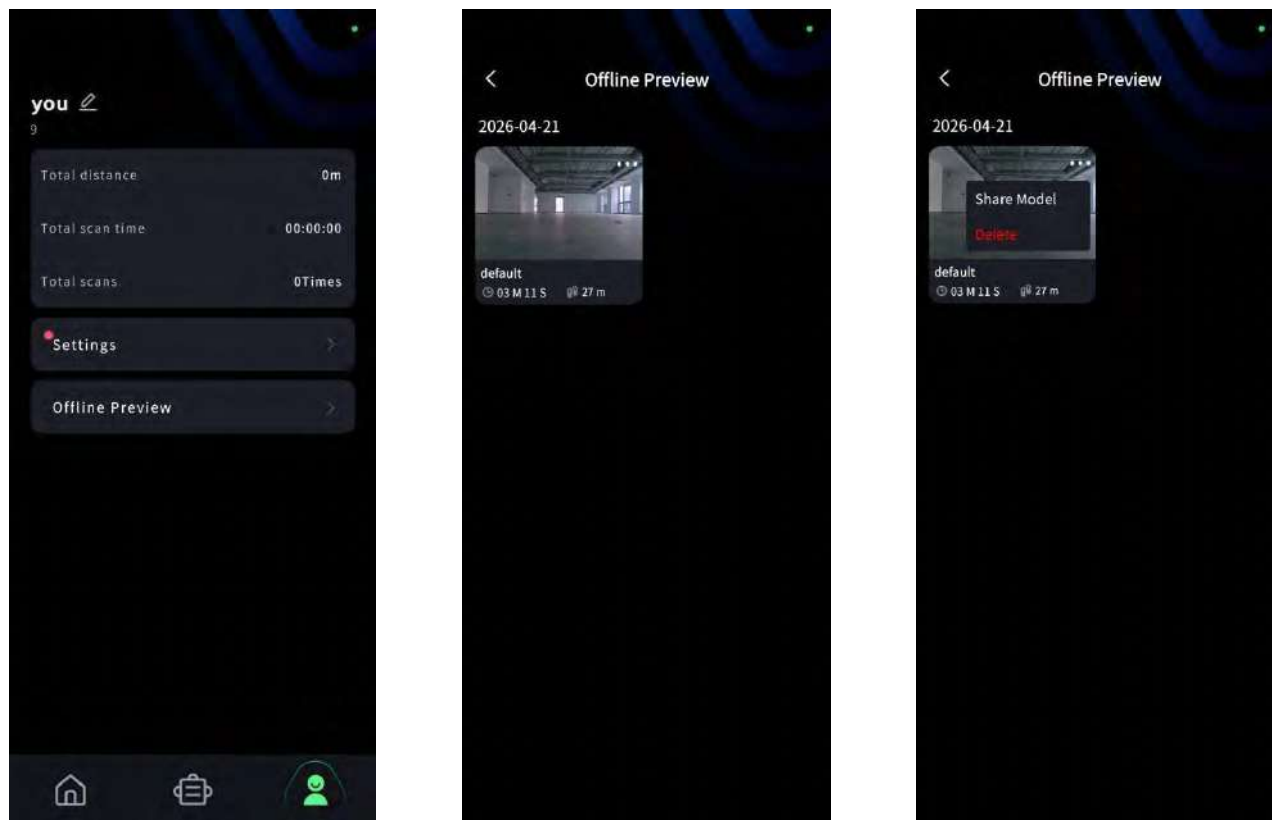 you
9
Total distance 0m
Total scan time 00:00:00
Total scans 0Times
Settings
Offline Preview
Offline Preview
2026-04-21
default
03 M 11 S 27 m
Offline Preview
2026-04-21
Share Model
Delete
default
03 M 11 S 27 m